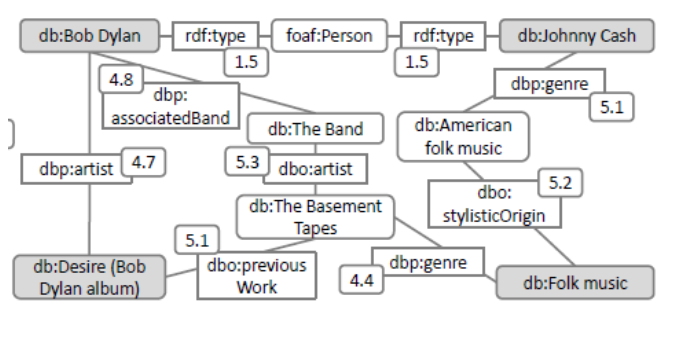 db:Bob Dylan
rdf:type
foaf:Person
rdf:type
db:Johnny Cash
1.5
1.5
4.8
dbp:
associatedBand
dbp:genre
5.1
db:The Band
db:American
folk music
dbp:artist
4.7
5.3
dbo:artist
5.2
dbo:
stylisticOrigin
db:The Basement
Tapes
5.1
dbo:previous
Work
dbp:genre
4.4
db:Desire (Bob
Dylan album)
db:Folk music